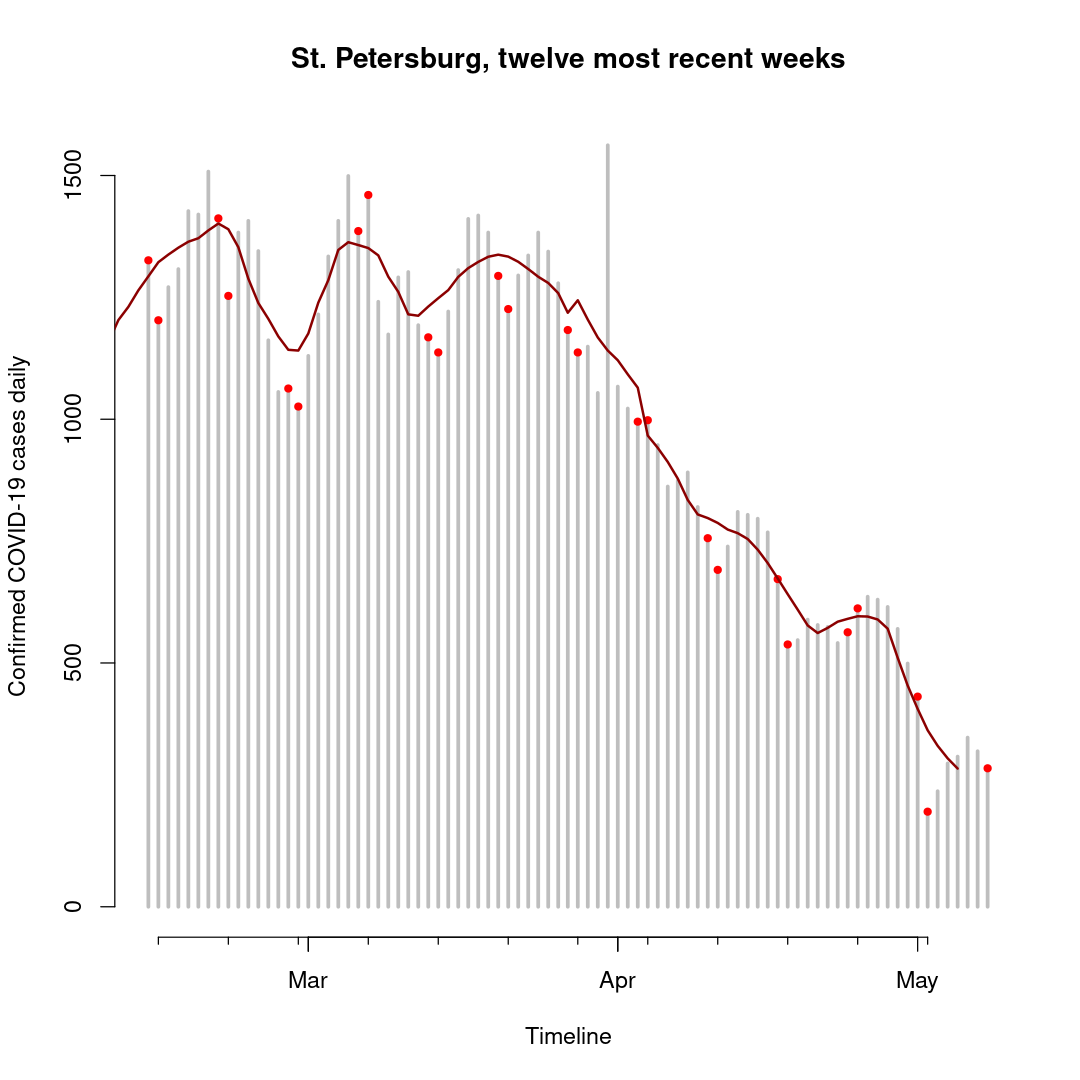 St. Petersburg, twelve most recent weeks
Confirmed COVID-19 cases daily
1500
1000
500
0
Mar Apr May
Timeline